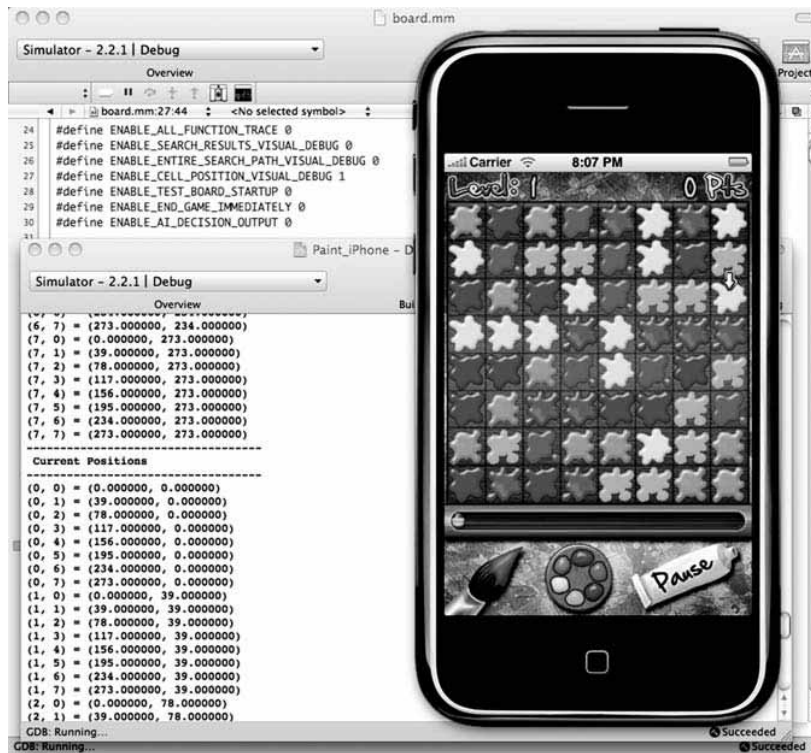 board.mm
Simulator - 2.2.1 | Debug
Overview
Project
board.mm:27:44
<No selected symbol>
24 #define ENABLE_ALL_FUNCTION_TRACE 0
25 #define ENABLE_SEARCH_RESULTS_VISUAL_DEBUG 0
26 #define ENABLE_ENTIRE_SEARCH_PATH_VISUAL_DEBUG 0
27 #define ENABLE_CELL_POSITION_VISUAL_DEBUG 1
28 #define ENABLE_TEST_BOARD_STARTUP 0
29 #define ENABLE_END_GAME_IMMEDIATELY 0
30 #define ENABLE_AI_DECISION_OUTPUT 0
31
Paint_iPhone - D
Simulator - 2.2.1 | Debug
Overview
Bui
(6, 7) = (273.000000, 234.000000)
(7, 0) = (0.000000, 273.000000)
(7, 1) = (39.000000, 273.000000)
(7, 2) = (78.000000, 273.000000)
(7, 3) = (117.000000, 273.000000)
(7, 4) = (156.000000, 273.000000)
(7, 5) = (195.000000, 273.000000)
(7, 6) = (234.000000, 273.000000)
(7, 7) = (273.000000, 273.000000)
Current Positions
(0, 0) = (0.000000, 0.000000)
(0, 1) = (39.000000, 0.000000)
(0, 2) = (78.000000, 0.000000)
(0, 3) = (117.000000, 0.000000)
(0, 4) = (156.000000, 0.000000)
(0, 5) = (195.000000, 0.000000)
(0, 6) = (234.000000, 0.000000)
(0, 7) = (273.000000, 0.000000)
(1, 0) = (0.000000, 39.000000)
(1, 1) = (39.000000, 39.000000)
(1, 2) = (78.000000, 39.000000)
(1, 3) = (117.000000, 39.000000)
(1, 4) = (156.000000, 39.000000)
(1, 5) = (195.000000, 39.000000)
(1, 6) = (234.000000, 39.000000)
(1, 7) = (273.000000, 39.000000)
(2, 0) = (0.000000, 78.000000)
(2, 1) = (39.000000, 78.000000)
GDB: Running...
Succeeded
GDB: Running...
Succeeded
Carrier
8:07 PM
Level: 1
0 Pts
Pause